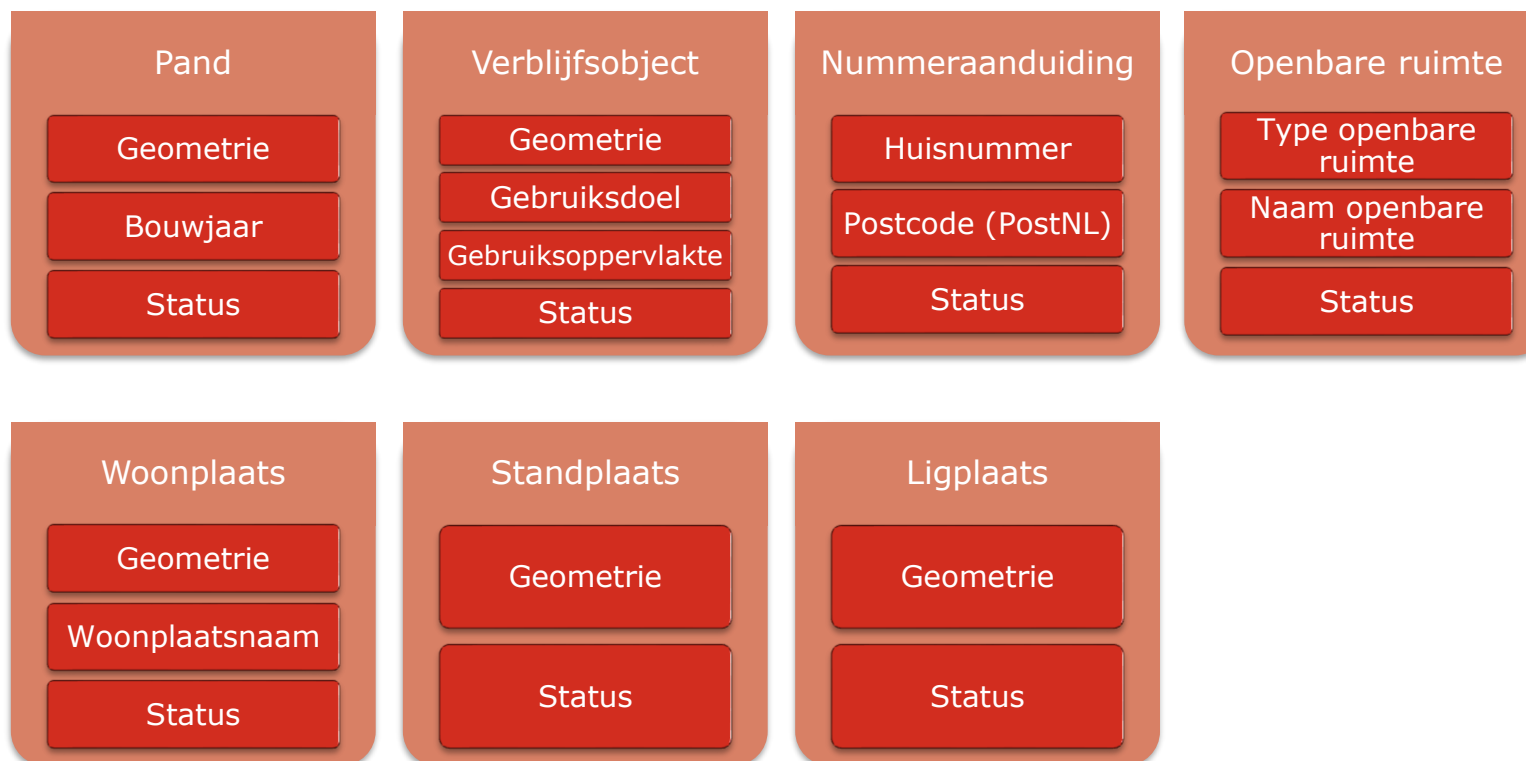 Pand
Geometrie
Bouwjaar
Status
Verblijfsobject
Geometrie
Gebruiksdoel
Gebruiksoppervlakte
Status
Nummeraanduiding
Huisnummer
Postcode (PostNL)
Status
Openbare ruimte
Type openbare
ruimte
Naam openbare
ruimte
Status
Woonplaats
Geometrie
Woonplaatsnaam
Status
Standplaats
Geometrie
Status
Ligplaats
Geometrie
Status